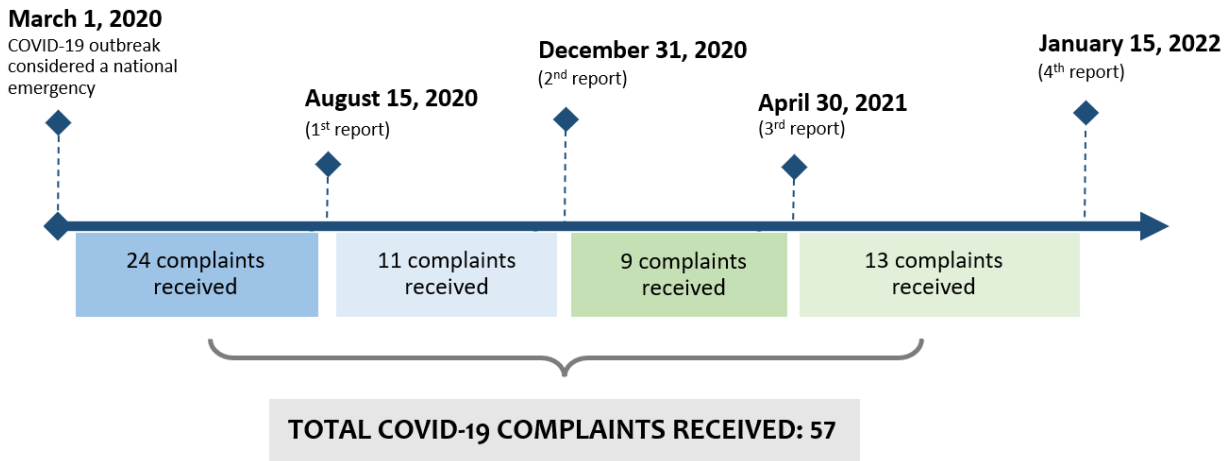 March 1, 2020
COVID-19 outbreak
considered a national
emergency
August 15, 2020
(1st report)
December 31, 2020
(2nd report)
April 30, 2021
(3rd report)
January 15, 2022
(4th report)
24 complaints
received
11 complaints
received
9 complaints
received
13 complaints
received
TOTAL COVID-19 COMPLAINTS RECEIVED: 57